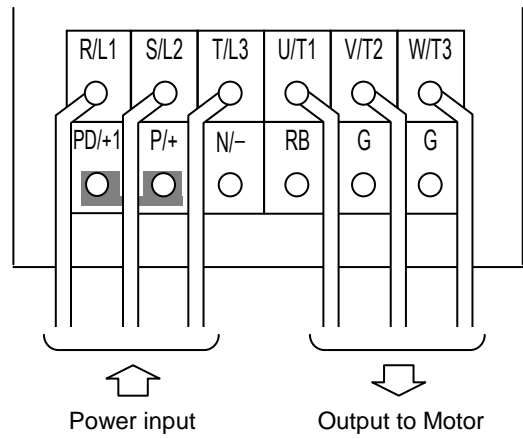 R/L1 S/L2 T/L3 U/T1 V/T2 W/T3
PD/+1 P/+ N/− RB G G
Power input Output to Motor